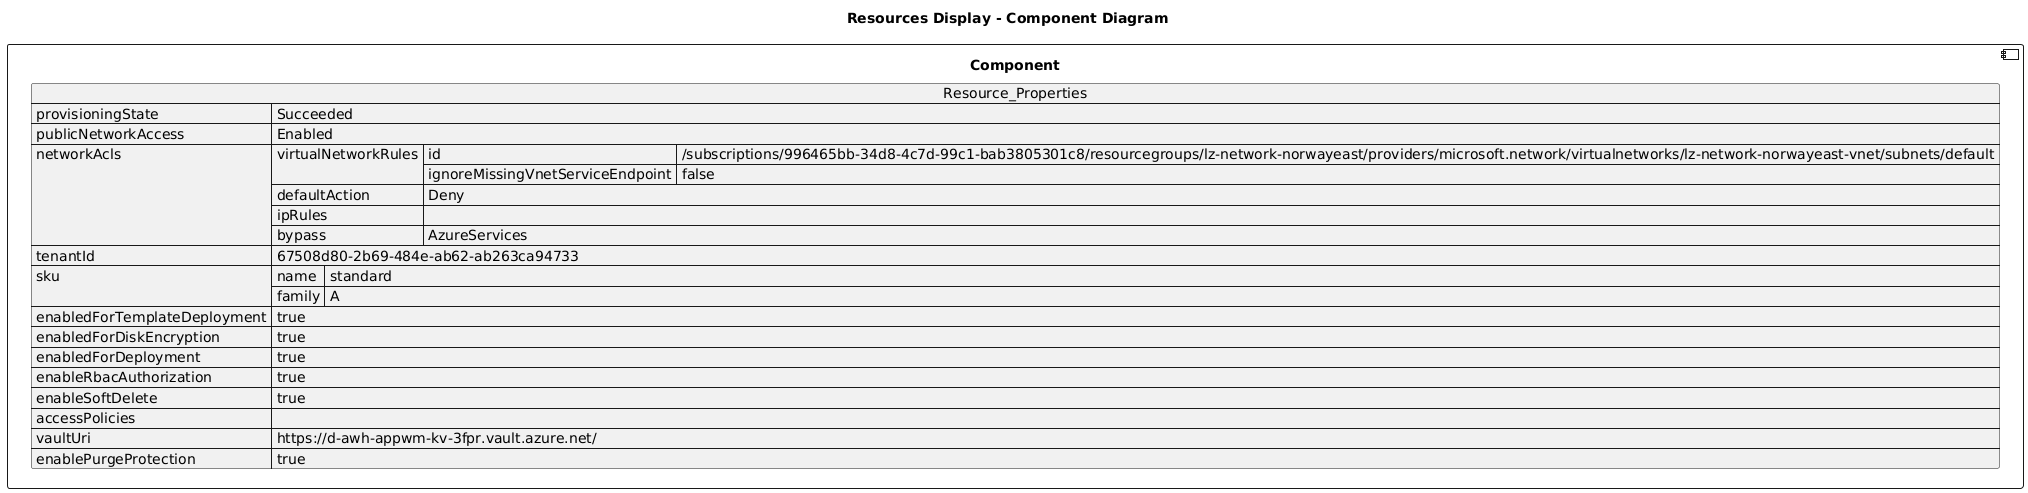 Resources Display - Component Diagram
Component
Resource_Properties
provisioningState Succeeded
publicNetworkAccess Enabled
networkAcls virtualNetworkRules id /subscriptions/996465bb-34d8-4c7d-99c1-bab3805301c8/resourcegroups/lz-network-norwayeast/providers/microsoft.network/virtualnetworks/lz-network-norwayeast-vnet/subnets/default
ignoreMissingVnetServiceEndpoint false
defaultAction Deny
ipRules
bypass AzureServices
tenantId 67508d80-2b69-484e-ab62-ab263ca94733
sku name standard
family A
enabledForTemplateDeployment true
enabledForDiskEncryption true
enabledForDeployment true
enableRbacAuthorization true
enableSoftDelete true
accessPolicies
vaultUri https://d-awh-appwm-kv-3fpr.vault.azure.net/
enablePurgeProtection true